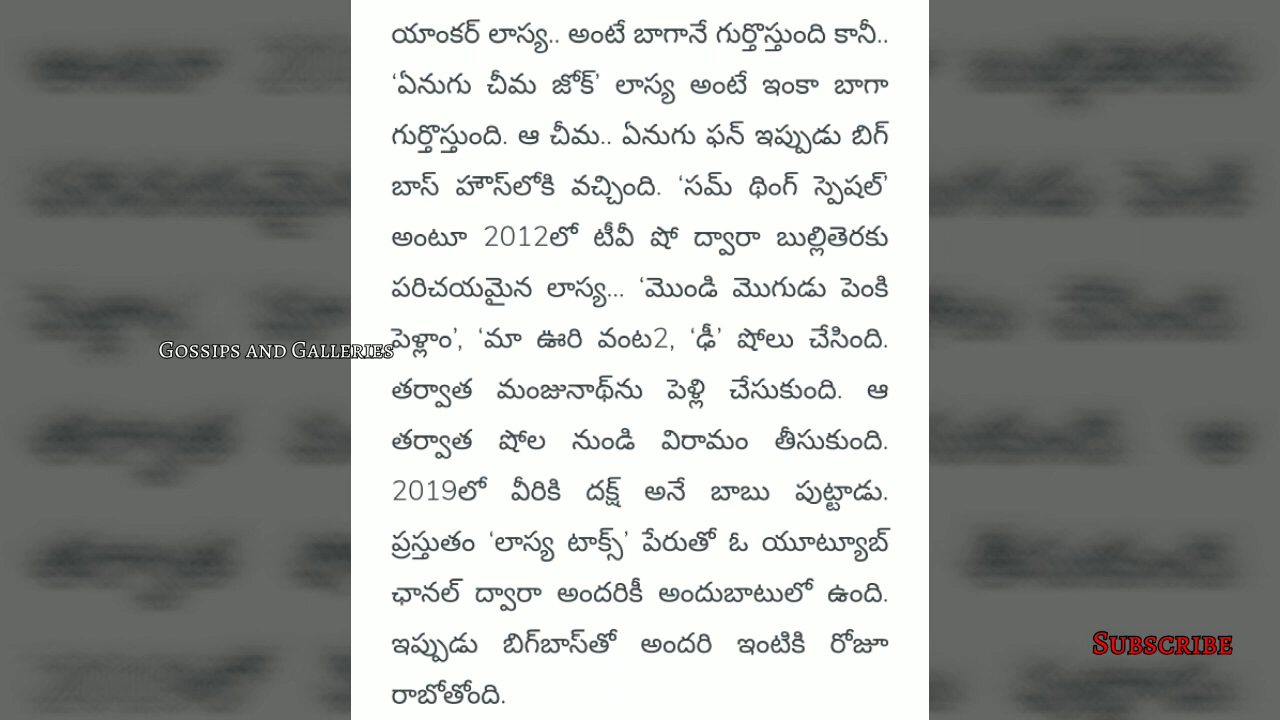 యాంకర్ లాస్య.. అంటే బాగానే గుర్తొస్తుంది కానీ..
‘ఏనుగు చీమ జోక్’ లాస్య అంటే ఇంకా బాగా
గుర్తొస్తుంది. ఆ చీమ.. ఏనుగు ఫన్ ఇప్పుడు బిగ్
బాస్ హౌస్‌లోకి వచ్చింది. ‘సమ్ థింగ్ స్పెషల్’
అంటూ 2012లో టీవీ షో ద్వారా బుల్లితెరకు
పరిచయమైన లాస్య... ‘మొండి మొగుడు పెంకి
పెళ్లాం’, ‘మా ఊరి వంట2, ‘ఢీ’ షోలు చేసింది.
GOSSIPS AND GALLERIES
తర్వాత మంజునాథ్‌ను పెళ్లి చేసుకుంది. ఆ
తర్వాత షోల నుండి విరామం తీసుకుంది.
2019లో వీరికి దక్ష్ అనే బాబు పుట్టాడు.
ప్రస్తుతం ‘లాస్య టాక్స్’ పేరుతో ఓ యూట్యూబ్
ఛానల్ ద్వారా అందరికీ అందుబాటులో ఉంది.
ఇప్పుడు బిగ్‌బాస్‌తో అందరి ఇంటికి రోజూ
SUBSCRIBE
రాబోతోంది.